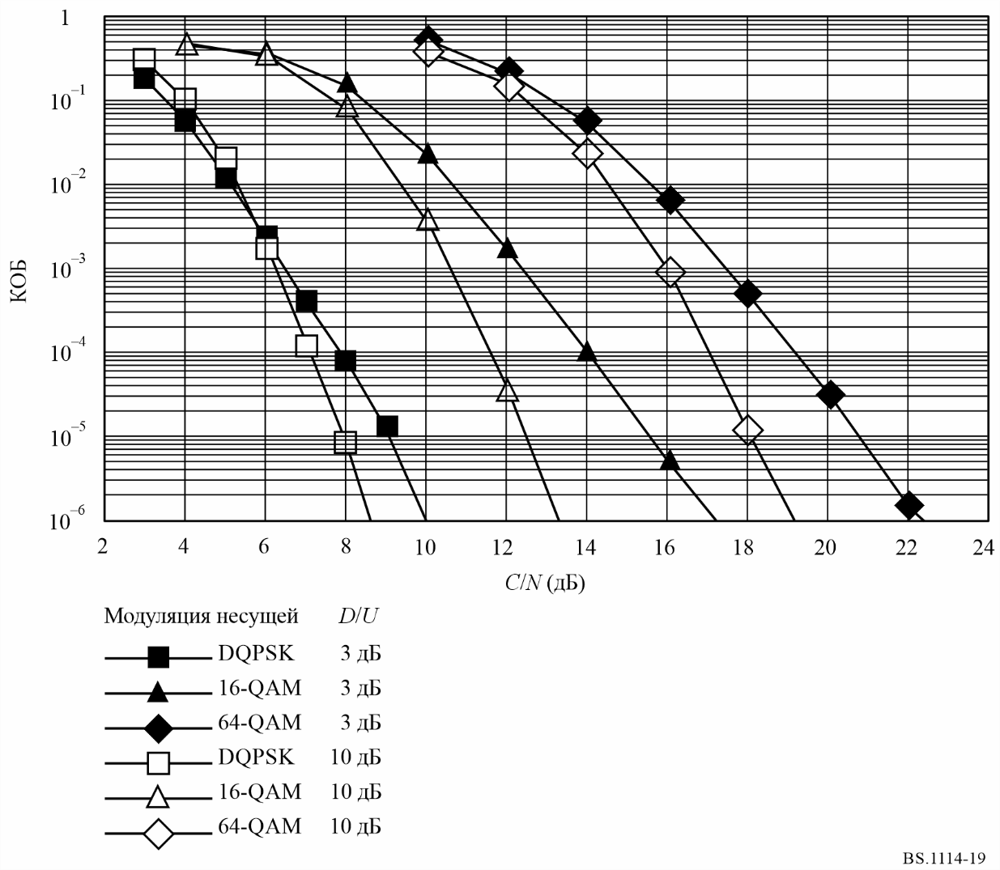 1
10–1
10–2
10–3
10–4
10–5
10–6
КОБ
2 4 6 8 10 12 14 16 18 20 22 24
C/N (дБ)
Модуляция несущей D/U
DQPSK 3 дБ
16-QAM 3 дБ
64-QAM 3 дБ
DQPSK 10 дБ
16-QAM 10 дБ
64-QAM 10 дБ
BS.1114-19